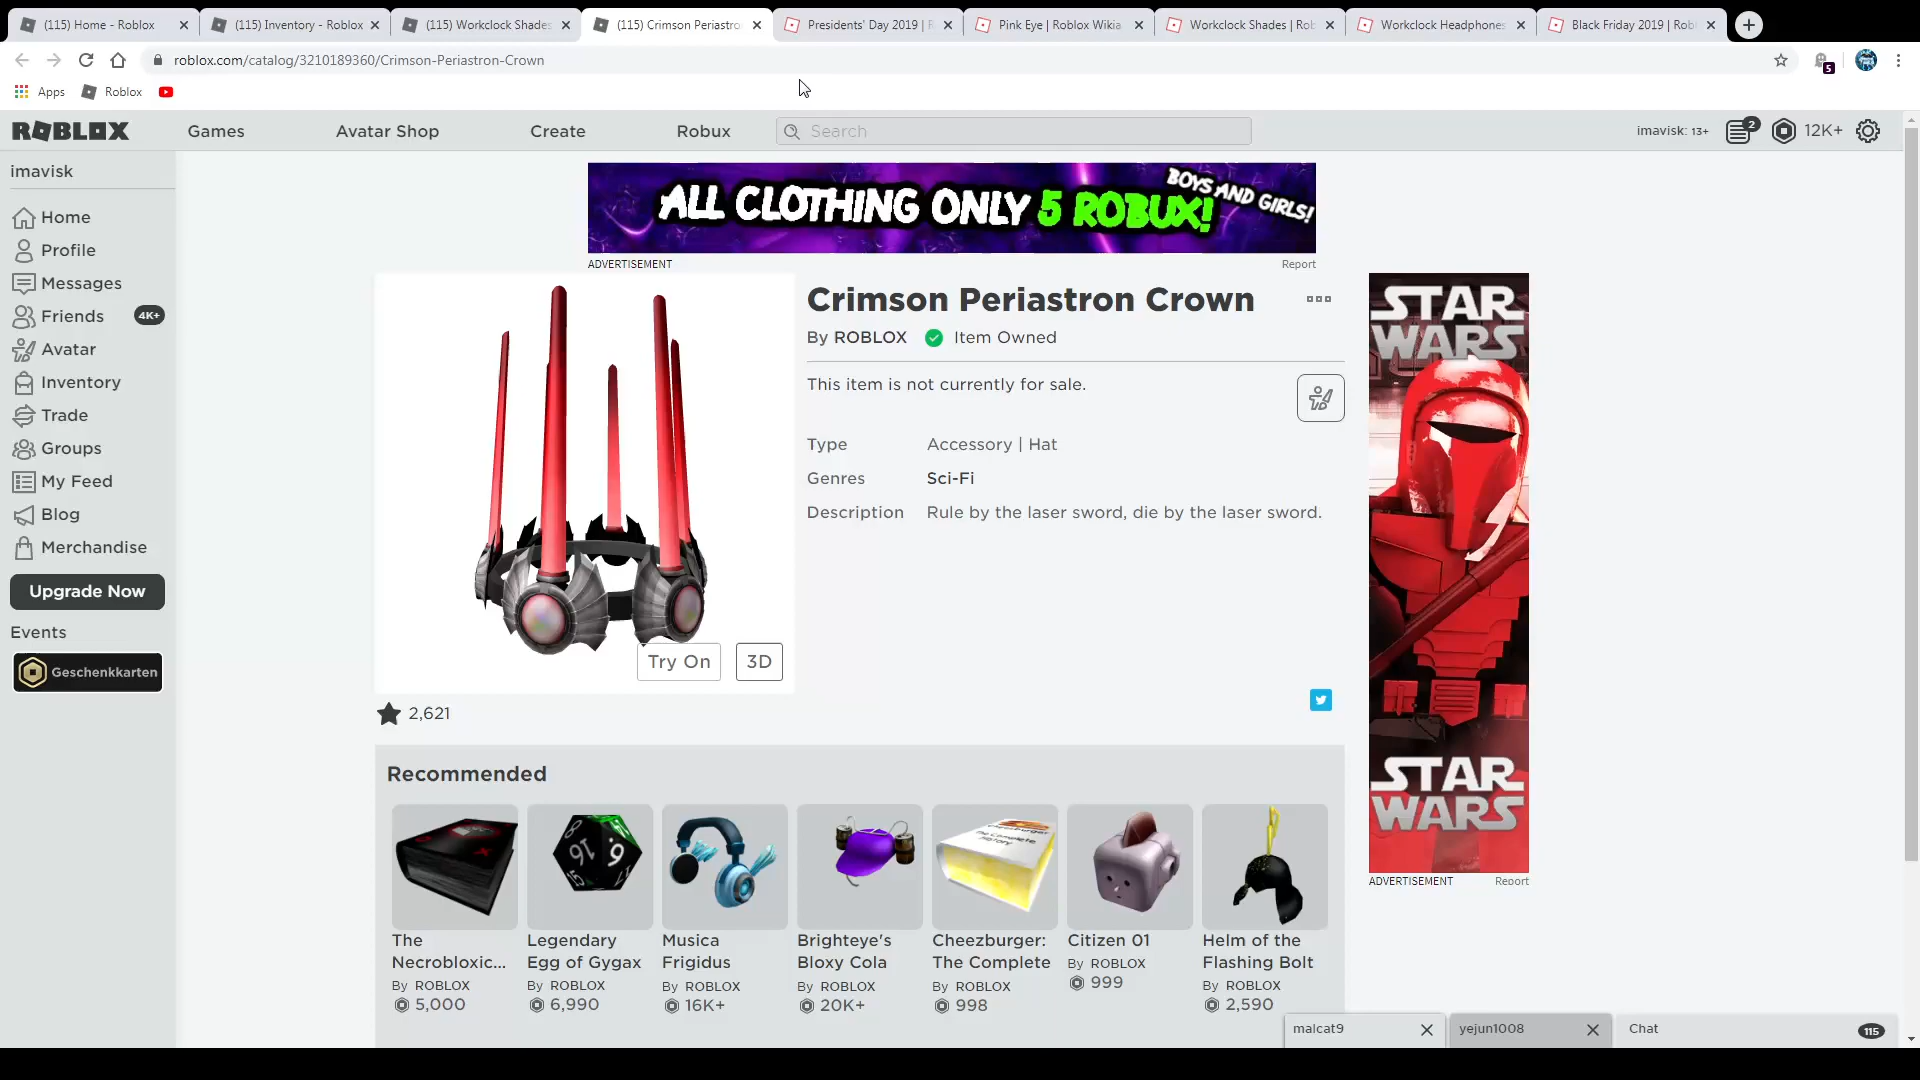 (115) Home - Roblox
(115) Inventory - Roblox
(115) Workclock Shades
(115) Crimson Periastro
Presidents' Day 2019 | R
Pink Eye | Roblox Wikia
Workclock Shades | Rob
Workclock Headphones
Black Friday 2019 | Rob
roblox.com/catalog/3210189360/Crimson-Periastron-Crown
5
Apps
Roblox
ROBLOX
Games
Avatar Shop
Create
Robux
Search
imavisk: 13+
2
12K+
imavisk
Home
Profile
Messages
Friends
4K+
Avatar
Inventory
Trade
Groups
My Feed
Blog
Merchandise
Upgrade Now
Events
Geschenkkarten
ALL CLOTHING ONLY 5 ROBUX!
BOYS AND GIRLS!
ADVERTISEMENT
Report
Crimson Periastron Crown
By ROBLOX
Item Owned
This item is not currently for sale.
Type
Accessory | Hat
Genres
Sci-Fi
Description
Rule by the laser sword, die by the laser sword.
Try On
3D
2,621
STAR
WARS
STAR
WARS
ADVERTISEMENT
Report
Recommended
The
Necrobloxic...
By ROBLOX
5,000
Legendary
Egg of Gygax
By ROBLOX
6,990
Musica
Frigidus
By ROBLOX
16K+
Brighteye's
Bloxy Cola
By ROBLOX
20K+
Cheezburger:
The Complete
By ROBLOX
998
Citizen 01
By ROBLOX
999
Helm of the
Flashing Bolt
By ROBLOX
2,590
malcat9
yejun1008
Chat
115